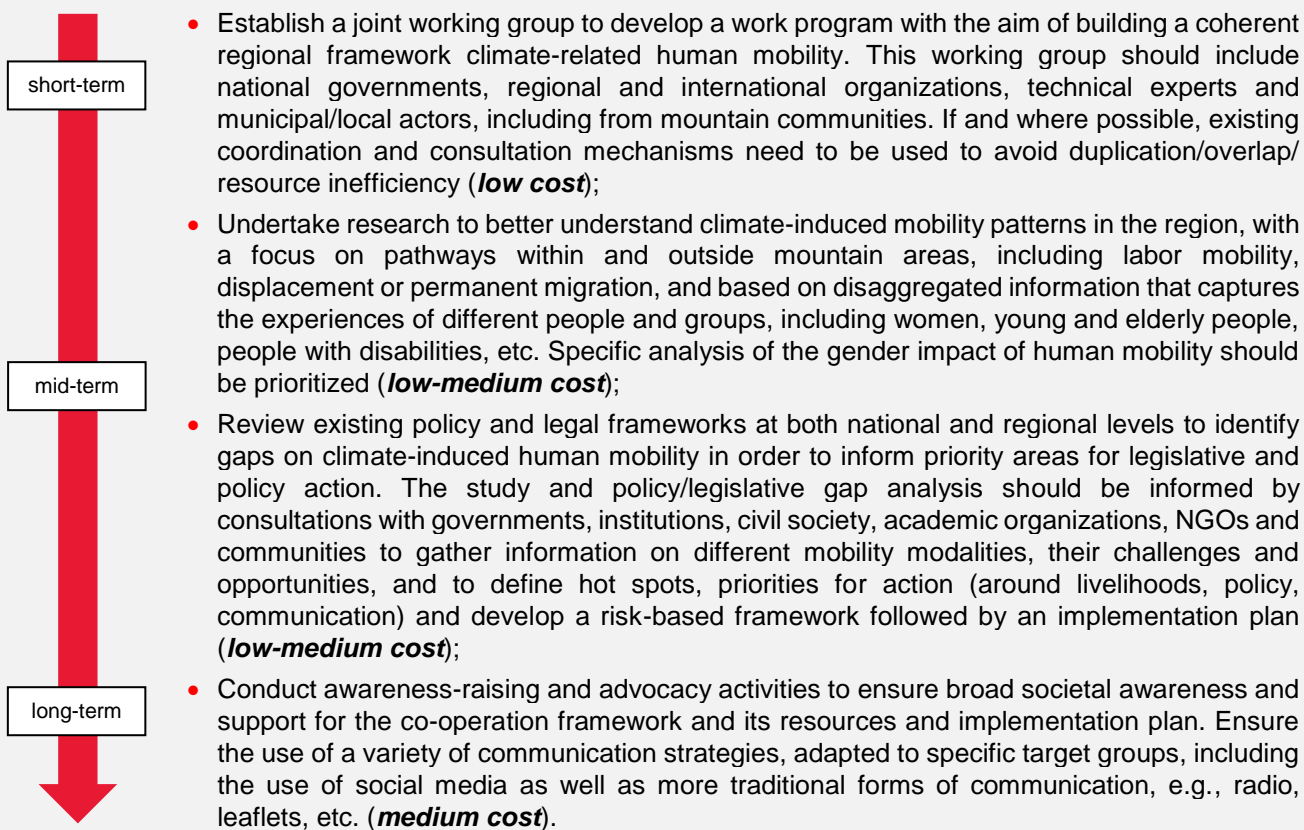 • Establish a joint working group to develop a work program with the aim of building a coherent
regional framework climate-related human mobility. This working group should include
short-term
national governments, regional and international organizations, technical experts and
municipal/local actors, including from mountain communities. If and where possible, existing
coordination and consultation mechanisms need to be used to avoid duplication/overlap/
resource inefficiency (low cost);
• Undertake research to better understand climate-induced mobility patterns in the region, with
a focus on pathways within and outside mountain areas, including labor mobility,
displacement or permanent migration, and based on disaggregated information that captures
the experiences of different people and groups, including women, young and elderly people,
people with disabilities, etc. Specific analysis of the gender impact of human mobility should
mid-term
be prioritized (low-medium cost);
• Review existing policy and legal frameworks at both national and regional levels to identify
gaps on climate-induced human mobility in order to inform priority areas for legislative and
policy action. The study and policy/legislative gap analysis should be informed by
consultations with governments, institutions, civil society, academic organizations, NGOs and
communities to gather information on different mobility modalities, their challenges and
opportunities, and to define hot spots, priorities for action (around livelihoods, policy,
communication) and develop a risk-based framework followed by an implementation plan
(low-medium cost);
long-term
• Conduct awareness-raising and advocacy activities to ensure broad societal awareness and
support for the co-operation framework and its resources and implementation plan. Ensure
the use of a variety of communication strategies, adapted to specific target groups, including
the use of social media as well as more traditional forms of communication, e.g., radio,
leaflets, etc. (medium cost).